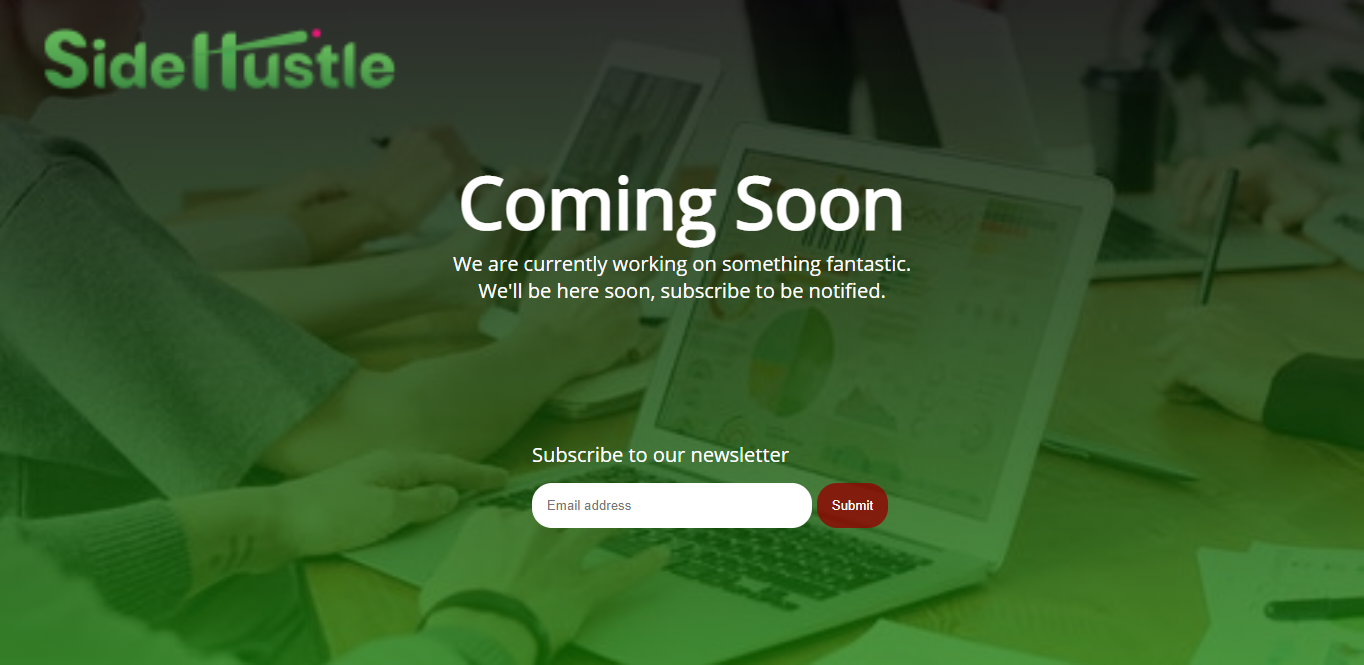 SideHustle
Coming Soon
We are currently working on something fantastic.
We'll be here soon, subscribe to be notified.
Subscribe to our newsletter
Email address
Submit